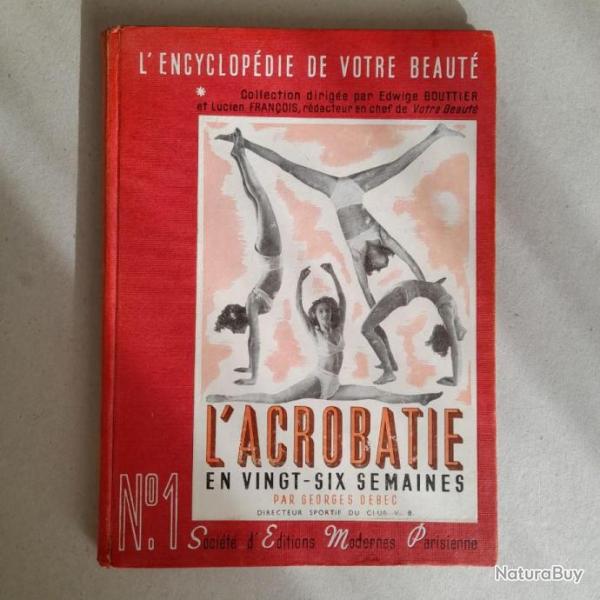 L'ENCYCLOPÉDIE DE VOTRE BEAUTÉ
Collection dirigée par Edwige BOUTTIER
et Lucien FRANÇOIS, rédacteur en chef de Votre Beauté
L'ACROBATIE
EN VINGT-SIX SEMAINES
PAR GEORGES DEBEC
DIRECTEUR SPORTIF DU CLUB V. B.
No.1
Société d'Editions Modernes Parisienne
NaturaBuy